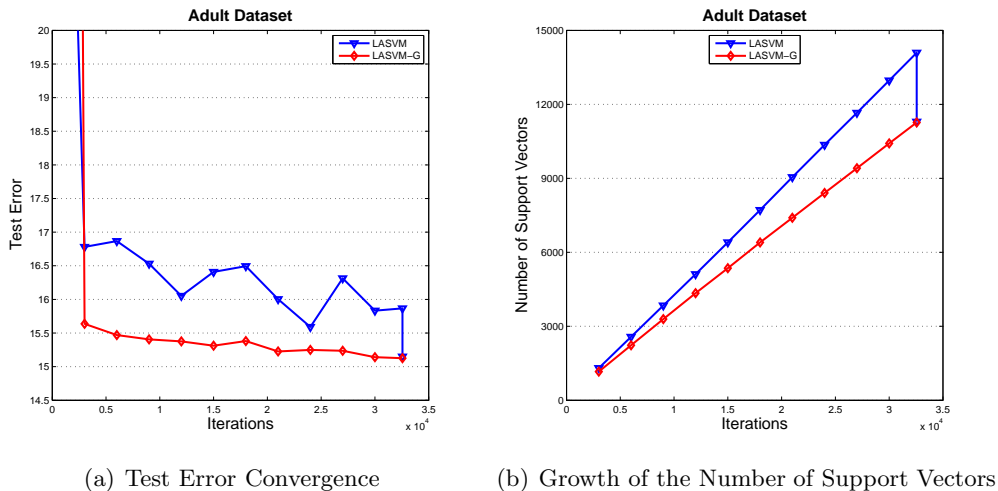 Adult Dataset
20
19.5
19
18.5
18
17.5
17
16.5
16
15.5
15
14.5
Test Error
LASVM
LASVM-G
0 0.5 1 1.5 2 2.5 3 3.5
x 10^4
Iterations
(a) Test Error Convergence
Adult Dataset
15000
12000
9000
6000
3000
0
Number of Support Vectors
LASVM
LASVM-G
0 0.5 1 1.5 2 2.5 3 3.5
x 10^4
Iterations
(b) Growth of the Number of Support Vectors